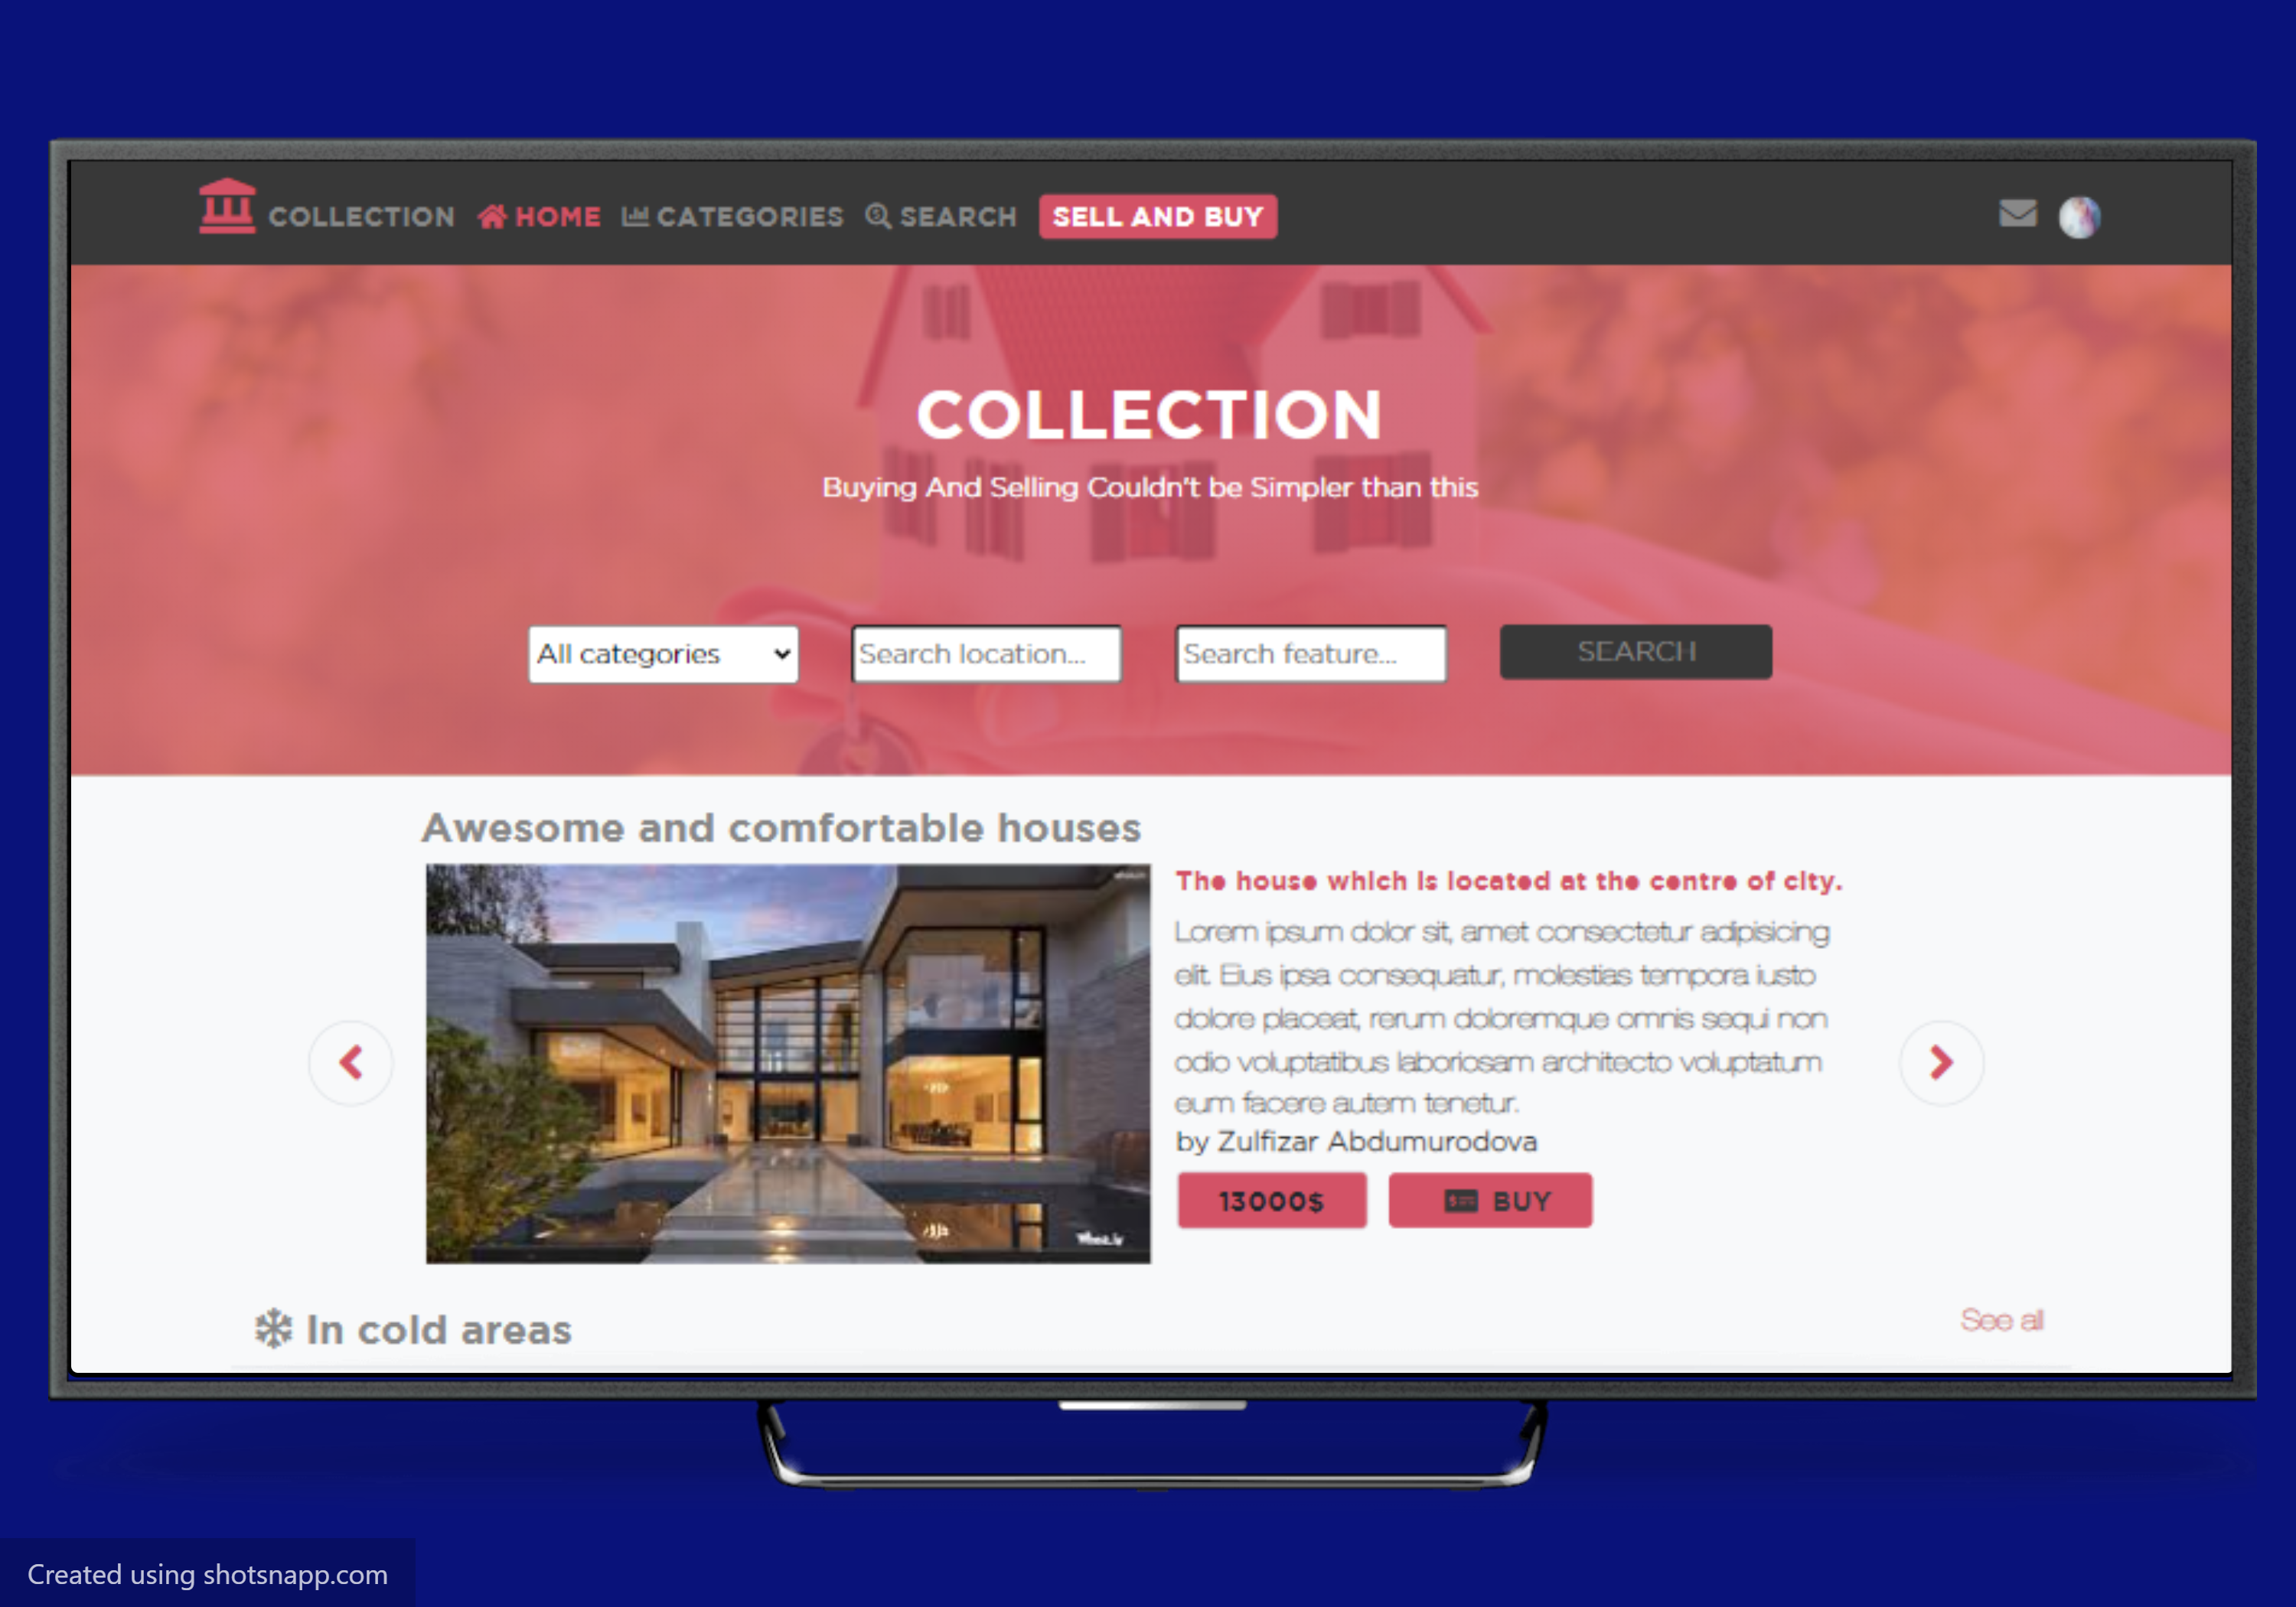 COLLECTION HOME CATEGORIES SEARCH SELL AND BUY
COLLECTION
Buying And Selling Couldn't be Simpler than this
All categories Search location... Search feature... SEARCH
Awesome and comfortable houses
The house which is located at the centre of city.
Lorem ipsum dolor sit, amet consectetur adipisicing
elit. Eius ipsa consequatur, molestias tempora iusto
dolore placeat, rerum doloremque omnis sequi non
odio voluptatibus laboriosam architecto voluptatum
eum facere autem tenetur.
by Zulfizar Abdumurodova
13000$ BUY
In cold areas See all
Created using shotsnapp.com